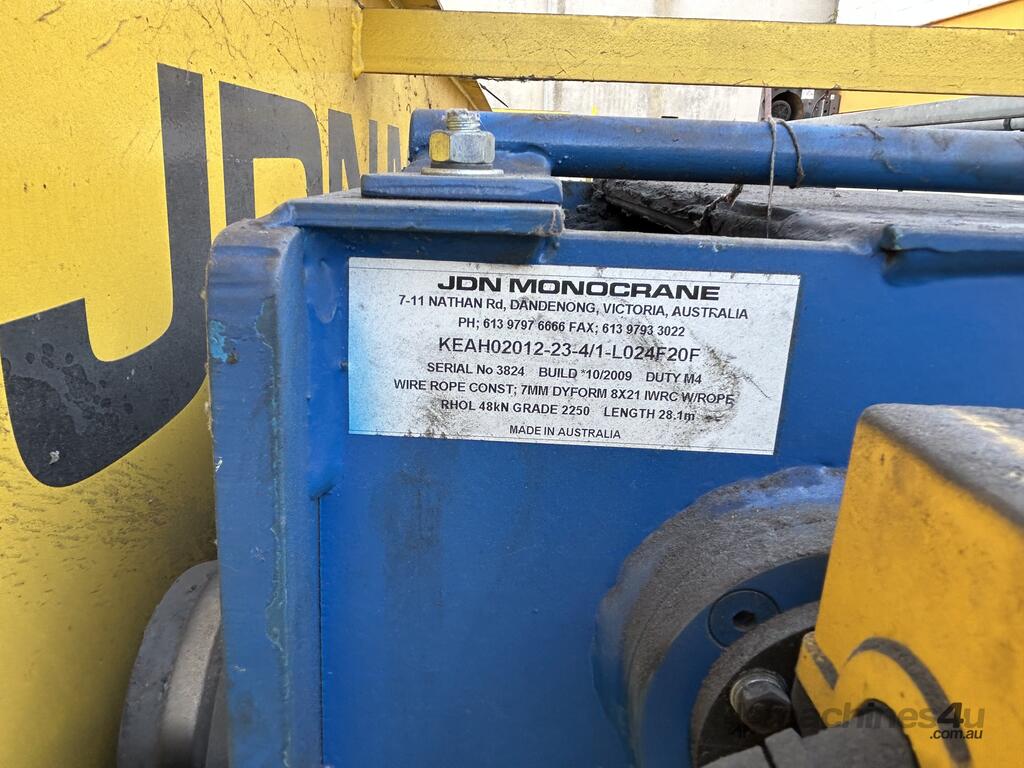 JDN
JDN MONOCRANE
7-11 NATHAN Rd, DANDENONG, VICTORIA, AUSTRALIA
PH; 613 9797 6666 FAX; 613 9793 3022
KEAH02012-23-4/1-L024F20F
SERIAL No 3824 BUILD *10/2009 DUTY M4
WIRE ROPE CONST; 7MM DYFORM 8X21 IWRC W/ROPE
RHOL 48kN GRADE 2250 LENGTH 28.1m
MADE IN AUSTRALIA
machines4u
.com.au